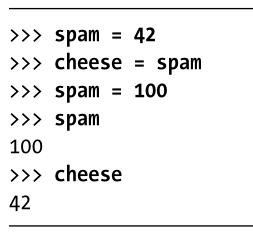 >>> spam = 42
>>> cheese = spam
>>> spam = 100
>>> spam
100
>>> cheese
42